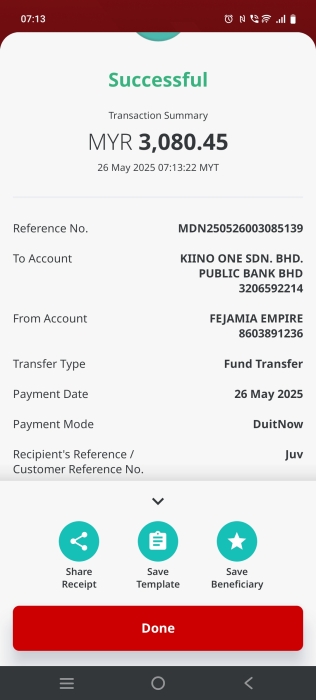 07:13
Successful
Transaction Summary
MYR 3,080.45
26 May 2025 07:13:22 MYT
Reference No. MDN250526003085139
To Account KIINO ONE SDN. BHD.
PUBLIC BANK BHD
3206592214
From Account FEJAMIA EMPIRE
8603891236
Transfer Type Fund Transfer
Payment Date 26 May 2025
Payment Mode DuitNow
Recipient's Reference / Juv
Customer Reference No.
Share Save Save
Receipt Template Beneficiary
Done